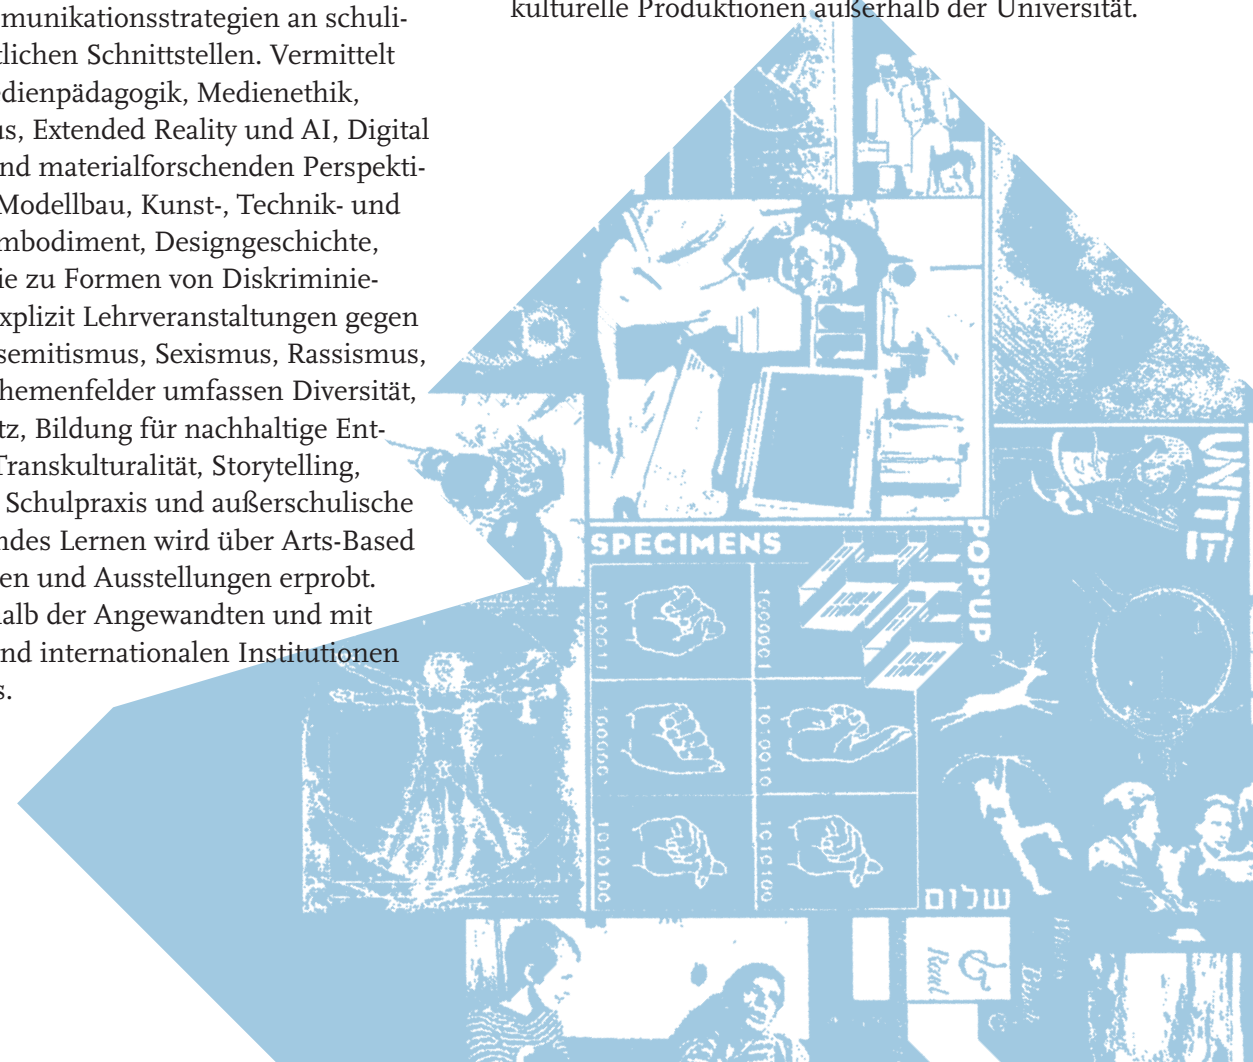 munikationsstrategien an schuli-
tlichen Schnittstellen. Vermittelt
edienpädagogik, Medienethik,
us, Extended Reality und AI, Digital
nd materialforschenden Perspekti-
Modellbau, Kunst-, Technik- und
mbodiment, Designgeschichte,
ie zu Formen von Diskriminie-
xplizit Lehrveranstaltungen gegen
semitismus, Sexismus, Rassismus,
hemenfelder umfassen Diversität,
tz, Bildung für nachhaltige Ent-
Transkulturalität, Storytelling,
Schulpraxis und außerschulische
ndes Lernen wird über Arts-Based
en und Ausstellungen erprobt.
alb der Angewandten und mit
nd internationalen Institutionen
s.
kulturelle Produktionen außerhalb der Universität.
UNITE
SPECIMENS
POP UP
1010011
1000001
1010010
1010100
1010100
שלום
&
Raul